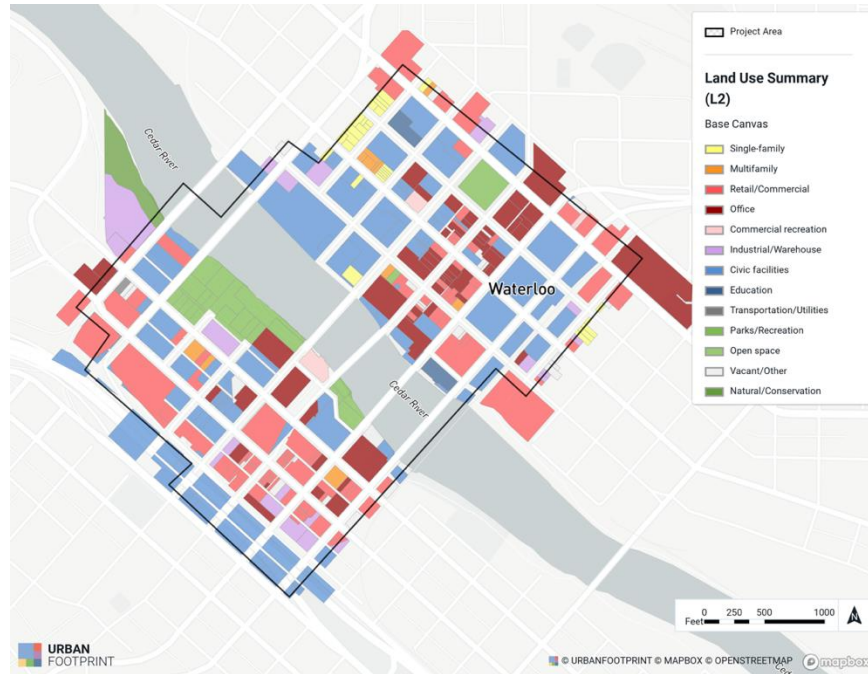 Project Area
Land Use Summary
(L2)
Base Canvas
Single-family
Multifamily
Retail/Commercial
Office
Commercial recreation
Industrial/Warehouse
Civic facilities
Education
Transportation/Utilities
Parks/Recreation
Open space
Vacant/Other
Natural/Conservation
Cedar River
Waterloo
Cedar River
0 250 500 1000
Feet
N
URBAN
FOOTPRINT
© URBANFOOTPRINT © MAPBOX © OPENSTREETMAP
mapbox